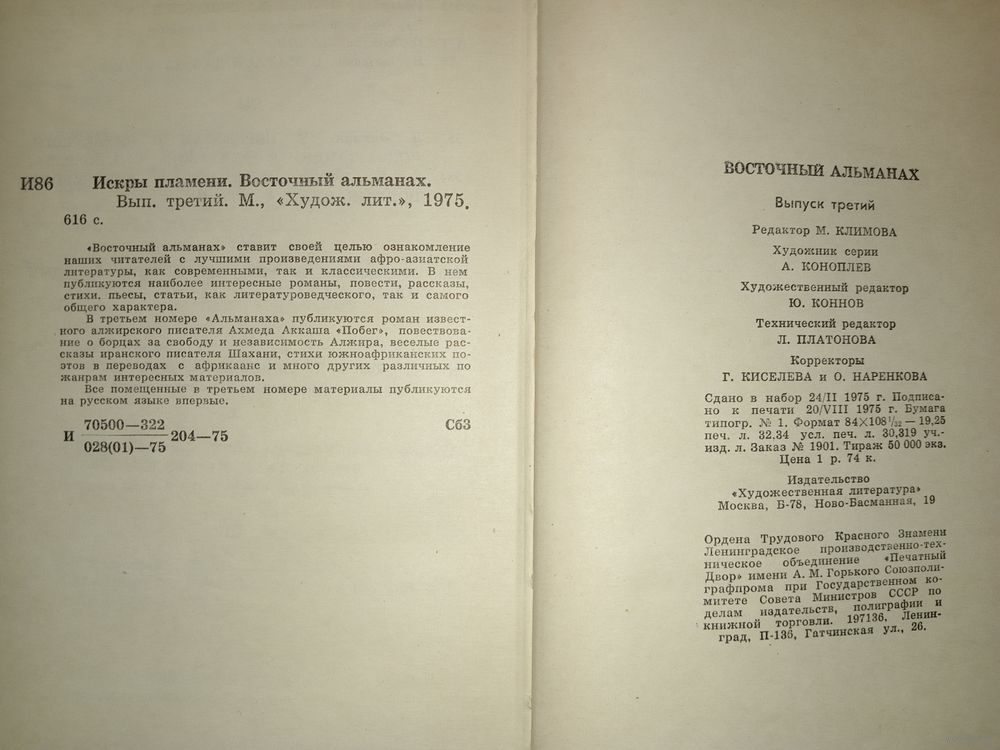 И86
Искры пламени. Восточный альманах.
Вып. третий. М., «Худож. лит.», 1975.
616 с.
«Восточный альманах» ставит своей целью ознакомление
наших читателей с лучшими произведениями афро-азиатской
литературы, как современными, так и классическими. В нем
публикуются наиболее интересные романы, повести, рассказы,
стихи. пьесы, статьи, как литературоведческого, так и самого
общего характера.
В третьем номере «Альманаха» публикуются роман извест-
ного алжирского писателя Ахмеда Аккаша «Побег», повествова-
ние о борцах за свободу и независимость Алжира, веселые рас-
сказы иранского писателя Шахани, стихи южноафриканских по-
этов в переводах с африкаанс и много других различных по
жанрам интересных материалов.
Все помещенные в третьем номере материалы публикуются
на русском языке впервые.
70500—322
И 204—75
028(01)—75
Сб3
ВОСТОЧНЫЙ АЛЬМАНАХ
Выпуск третий
Редактор М. КЛИМОВА
Художник серии
А. КОНОПЛЕВ
Художественный редактор
Ю. КОННОВ
Технический редактор
Л. ПЛАТОНОВА
Корректоры
Г. КИСЕЛЕВА и О. НАРЕНКОВА
Сдано в набор 24/II 1975 г. Подписа-
но к печати 20/VIII 1975 г. Бумага
типогр. № 1. Формат 84X108 1/32 — 19,25
печ. л. 32,34 усл. печ. л. 30,319 уч.-
изд. л. Заказ № 1901. Тираж 50 000 экз.
Цена 1 р. 74 к.
Издательство
«Художественная литература»
Москва, Б-78, Ново-Басманная, 19
Ордена Трудового Красного Знамени
Ленинградское производственно-тех-
ническое объединение «Печатный
Двор» имени А. М. Горького Союзполи-
графпрома при Государственном ко-
митете Совета Министров СССР по
делам издательств, полиграфии и
книжной торговли. 197136, Ленин-
град, П-136, Гатчинская ул., 26.